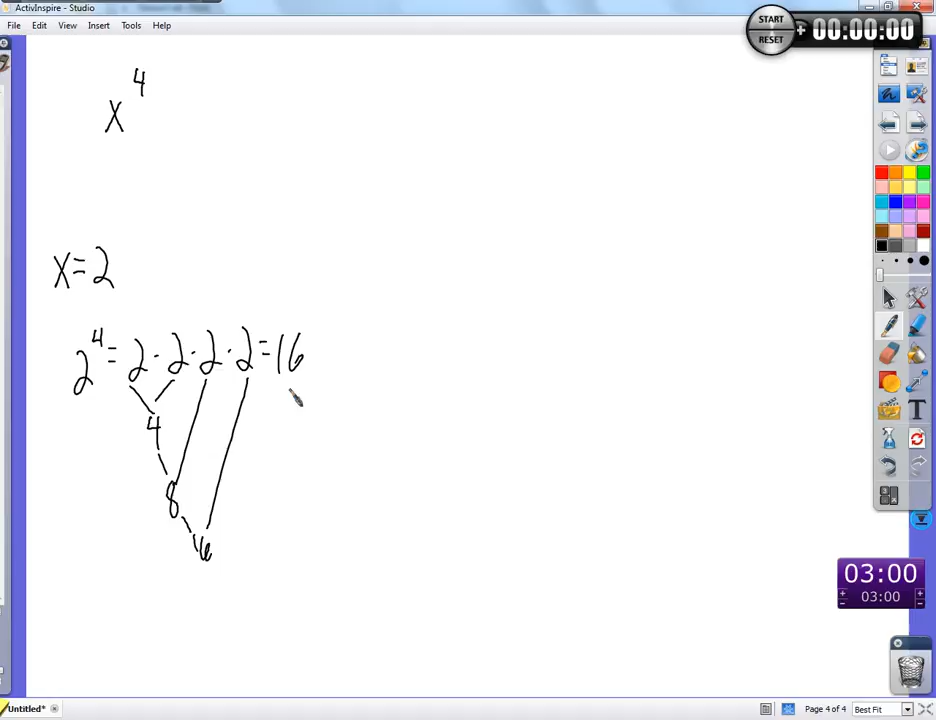 ActivInspire - Studio
File Edit View Insert Tools Help
START
RESET
00:00:00
x⁴
x=2
2⁴=2·2·2·2=16
4
8
16
03:00
03:00
Untitled*
Page 4 of 4
Best Fit